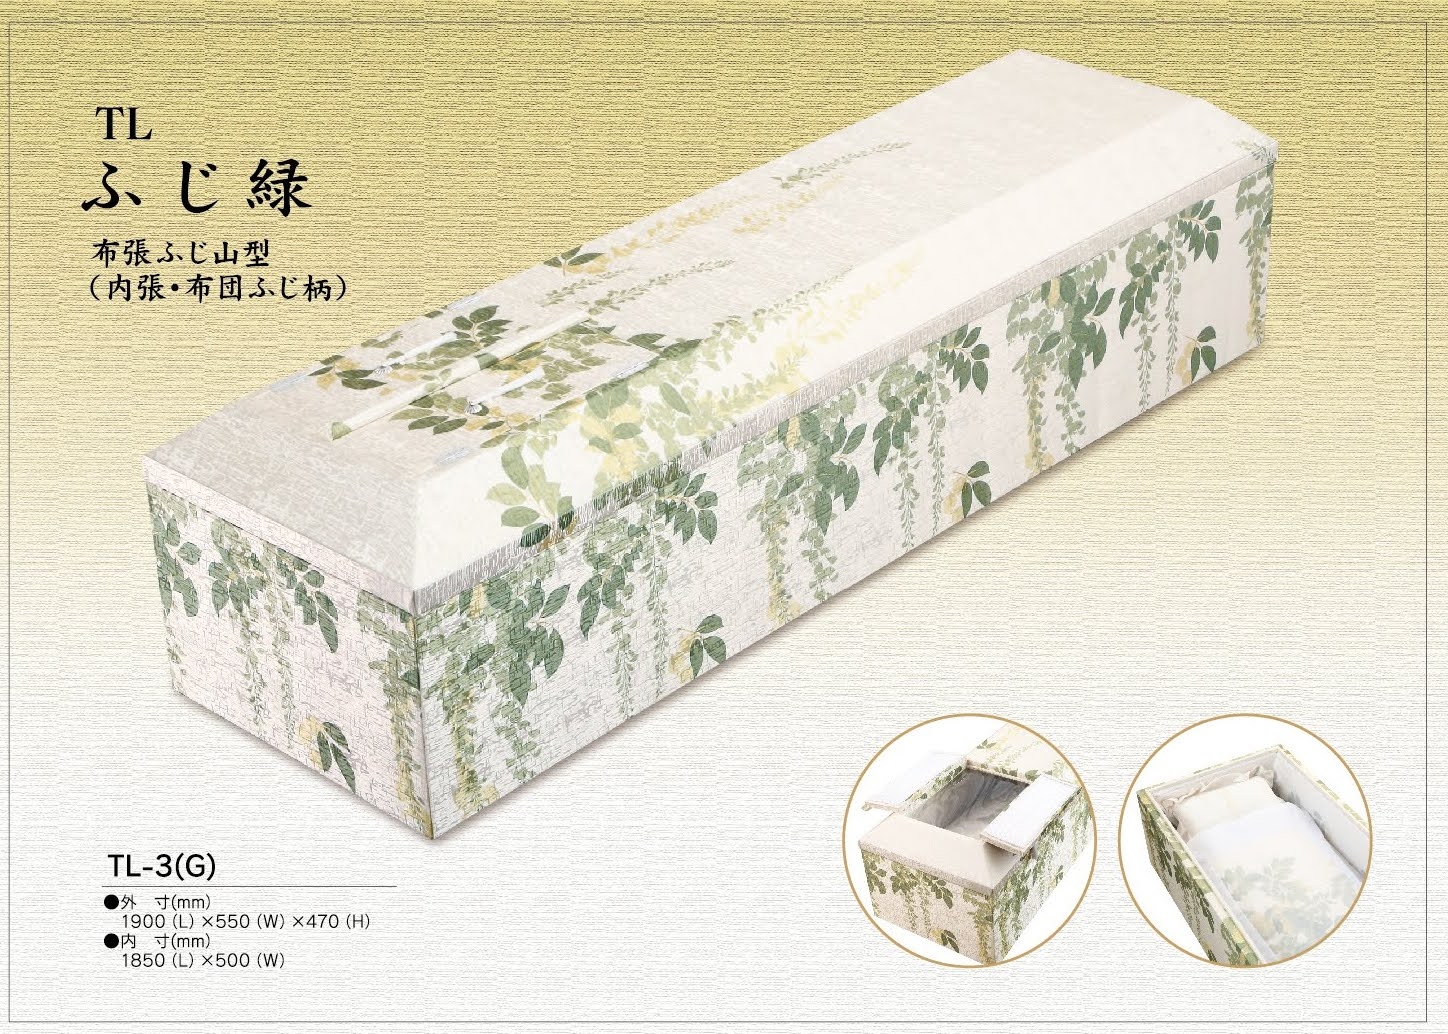 TL
ふじ緑
布張ふじ山型
（内張・布団ふじ柄）
TL-3(G)
●外　寸(mm)
1900 (L) ×550 (W) ×470 (H)
●内　寸(mm)
1850 (L) ×500 (W)